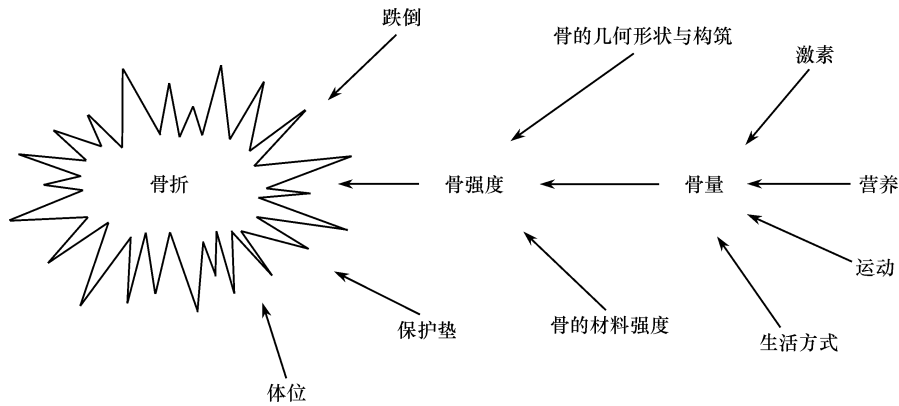 跌倒
骨的几何形状与构筑
激素
骨折
骨强度
骨量
营养
运动
保护垫
骨的材料强度
生活方式
体位